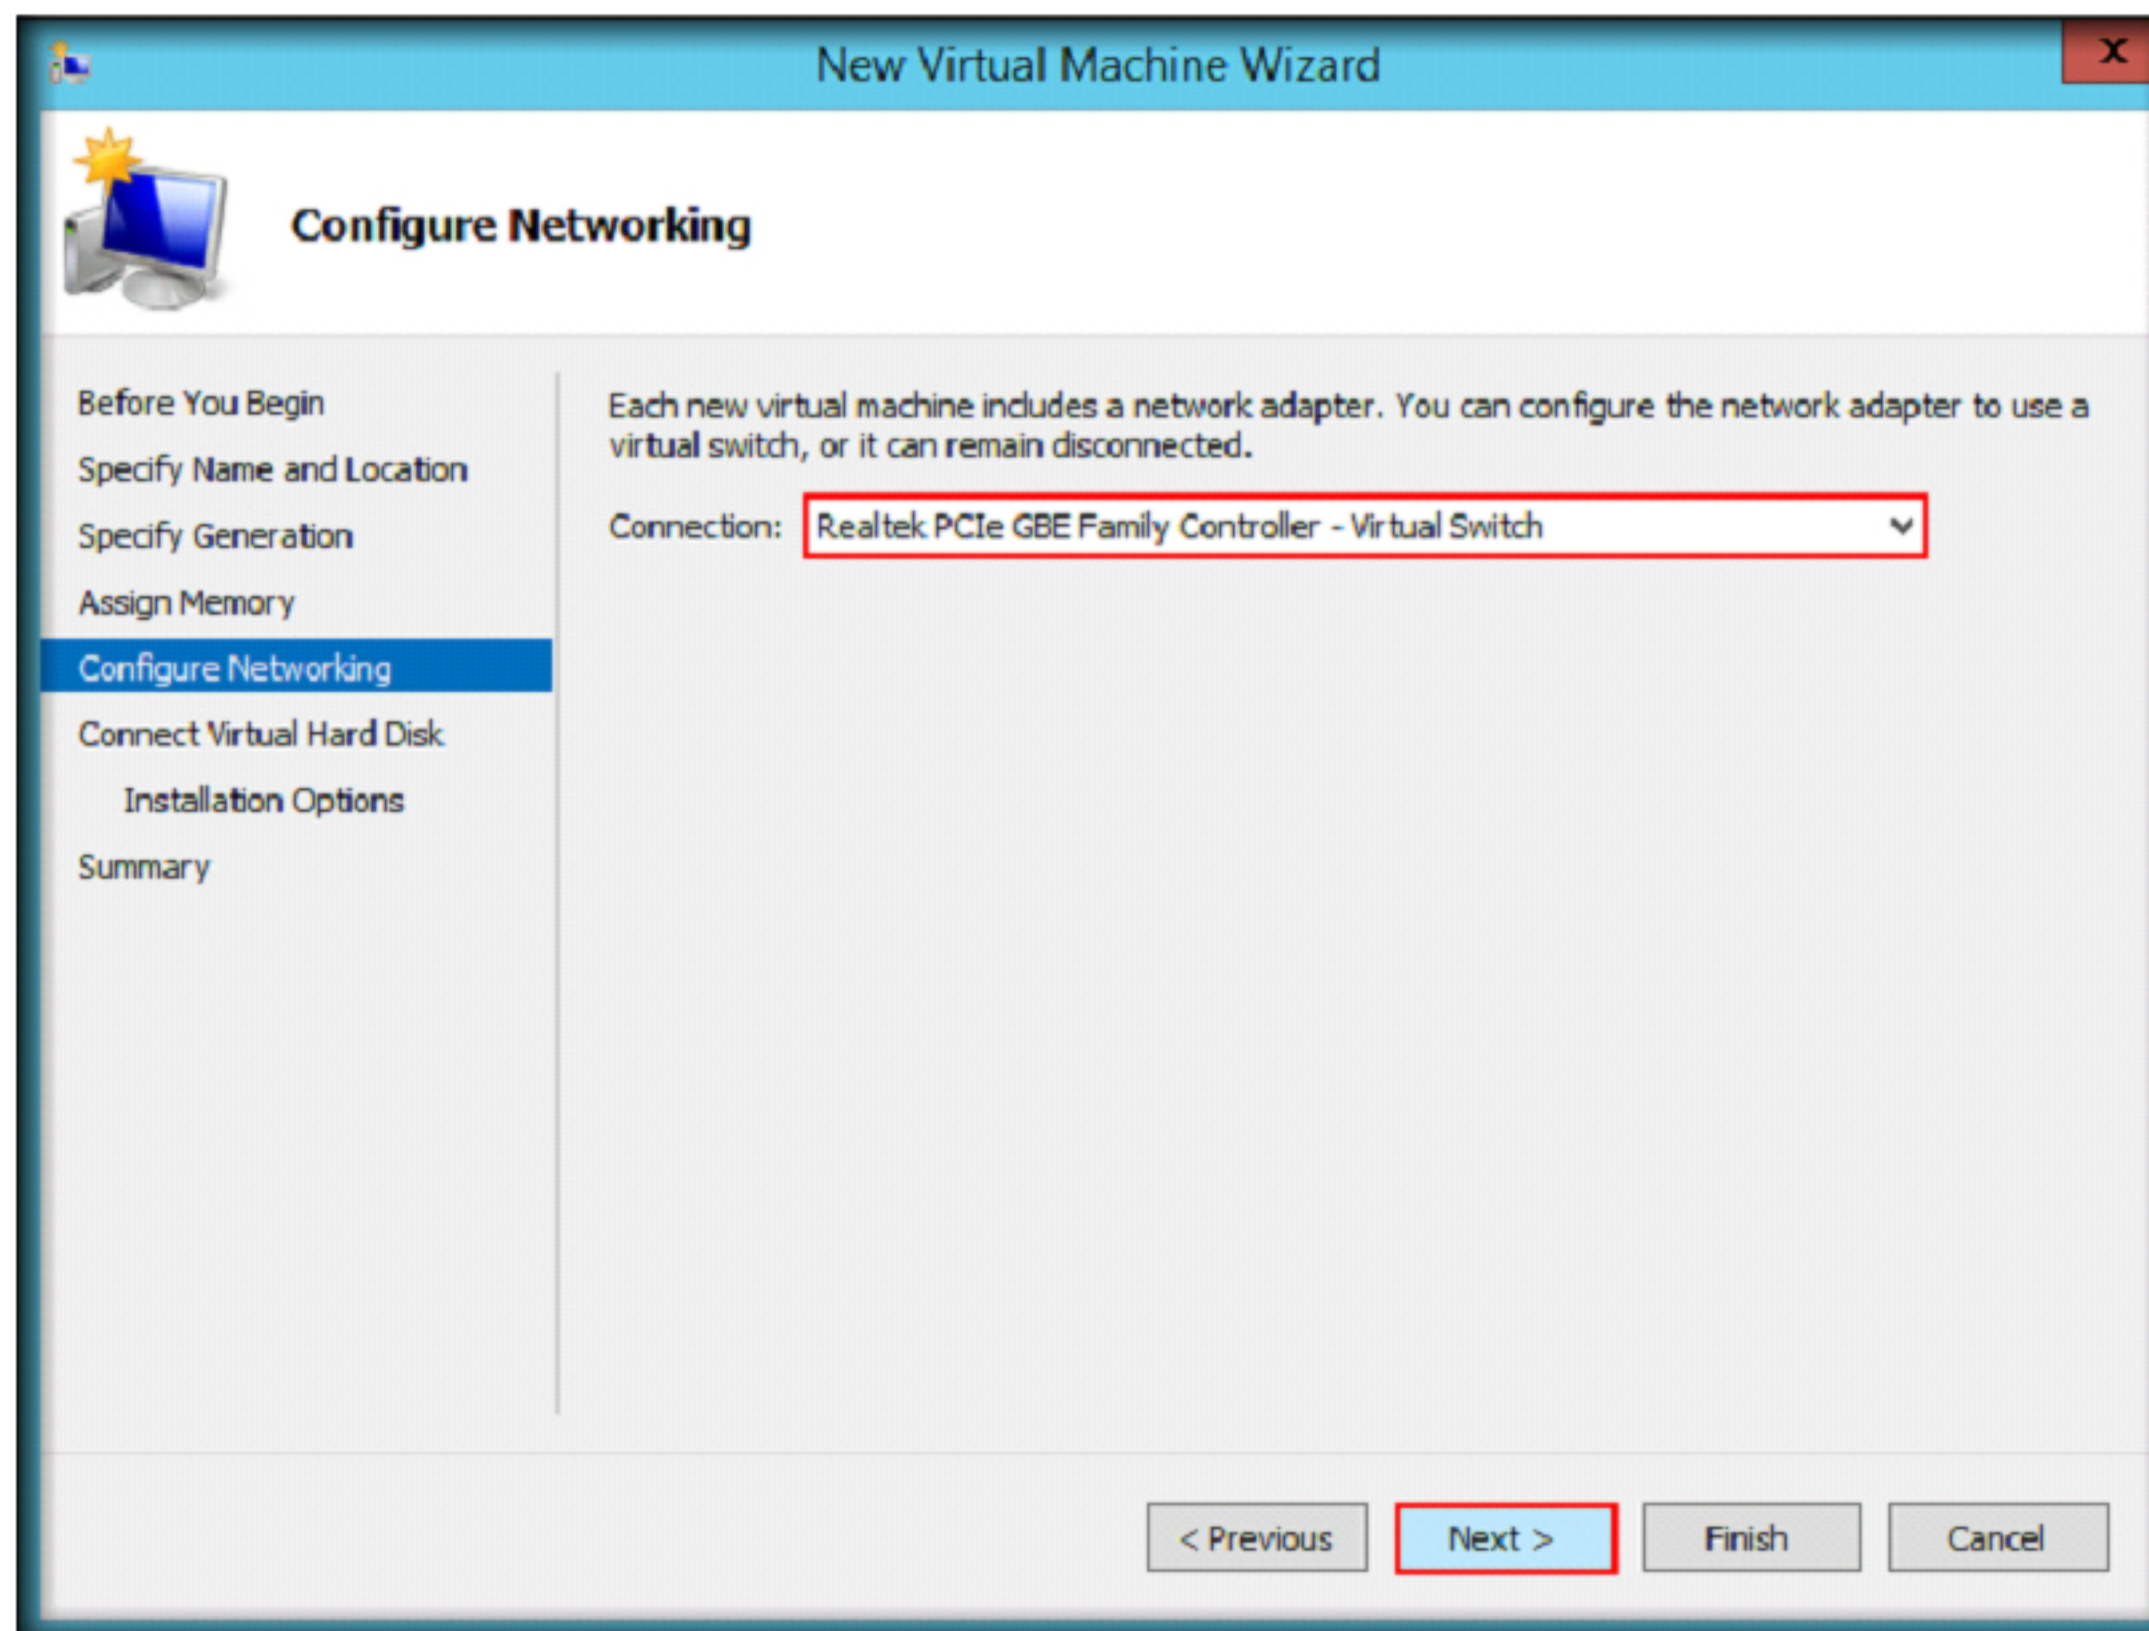 New Virtual Machine Wizard
x
Configure Networking
Before You Begin
Specify Name and Location
Specify Generation
Assign Memory
Configure Networking
Connect Virtual Hard Disk
Installation Options
Summary
Each new virtual machine includes a network adapter. You can configure the network adapter to use a
virtual switch, or it can remain disconnected.
Connection: Realtek PCIe GBE Family Controller - Virtual Switch
< Previous Next > Finish Cancel